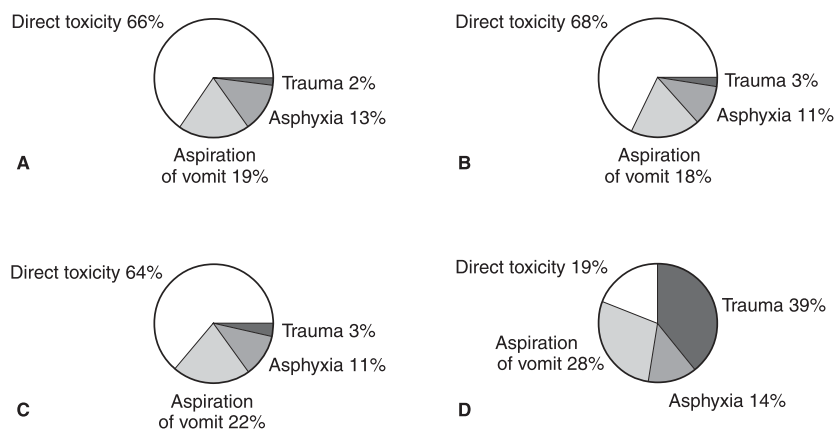 Direct toxicity 66%
Trauma 2%
Asphyxia 13%
Aspiration
of vomit 19%
A
Direct toxicity 68%
Trauma 3%
Asphyxia 11%
Aspiration
of vomit 18%
B
Direct toxicity 64%
Trauma 3%
Asphyxia 11%
Aspiration
of vomit 22%
C
Direct toxicity 19%
Trauma 39%
Aspiration
of vomit 28%
Asphyxia 14%
D